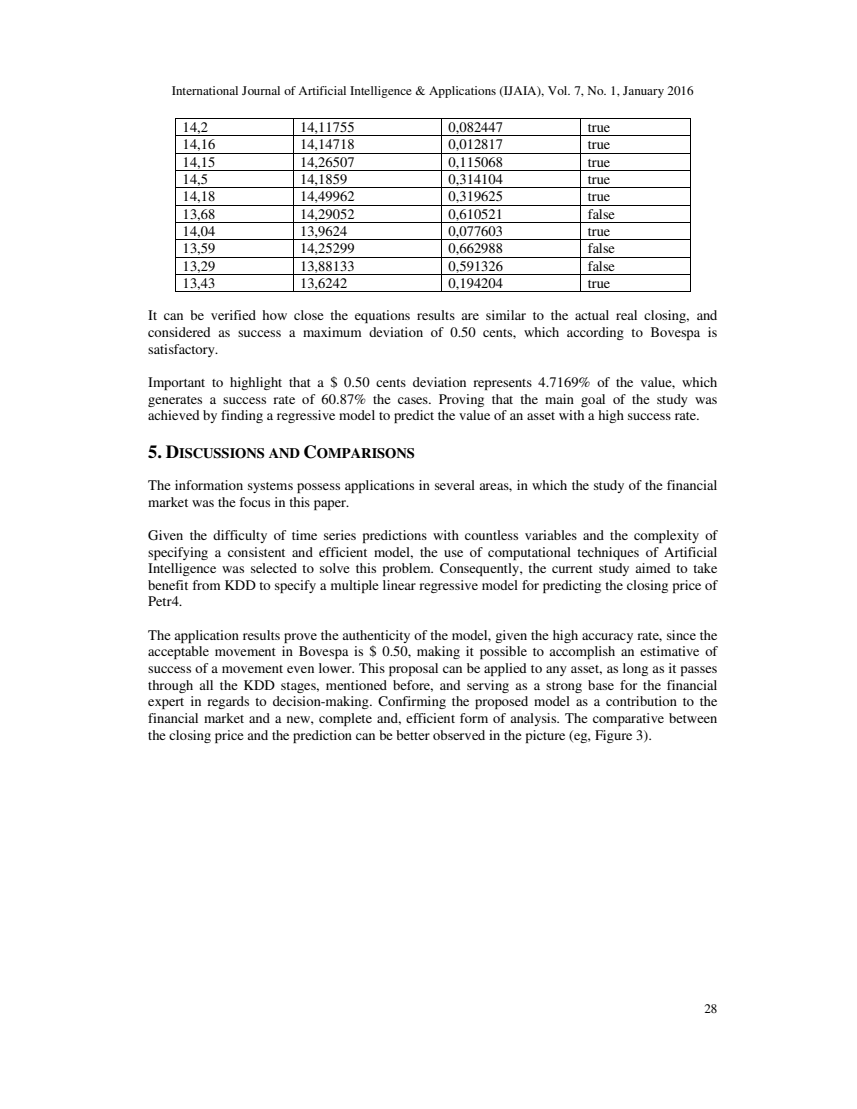 International Journal of Artificial Intelligence & Applications (IJAIA), Vol. 7, No. 1, January 2016
14,2 14,11755 0,082447 true
14,16 14,14718 0,012817 true
14,15 14,26507 0,115068 true
14,5 14,1859 0,314104 true
14,18 14,49962 0,319625 true
13,68 14,29052 0,610521 false
14,04 13,9624 0,077603 true
13,59 14,25299 0,662988 false
13,29 13,88133 0,591326 false
13,43 13,6242 0,194204 true
It can be verified how close the equations results are similar to the actual real closing, and
considered as success a maximum deviation of 0.50 cents, which according to Bovespa is
satisfactory.
Important to highlight that a $ 0.50 cents deviation represents 4.7169% of the value, which
generates a success rate of 60.87% the cases. Proving that the main goal of the study was
achieved by finding a regressive model to predict the value of an asset with a high success rate.
5. DISCUSSIONS AND COMPARISONS
The information systems possess applications in several areas, in which the study of the financial
market was the focus in this paper.
Given the difficulty of time series predictions with countless variables and the complexity of
specifying a consistent and efficient model, the use of computational techniques of Artificial
Intelligence was selected to solve this problem. Consequently, the current study aimed to take
benefit from KDD to specify a multiple linear regressive model for predicting the closing price of
Petr4.
The application results prove the authenticity of the model, given the high accuracy rate, since the
acceptable movement in Bovespa is $ 0.50, making it possible to accomplish an estimative of
success of a movement even lower. This proposal can be applied to any asset, as long as it passes
through all the KDD stages, mentioned before, and serving as a strong base for the financial
expert in regards to decision-making. Confirming the proposed model as a contribution to the
financial market and a new, complete and, efficient form of analysis. The comparative between
the closing price and the prediction can be better observed in the picture (eg, Figure 3).
28